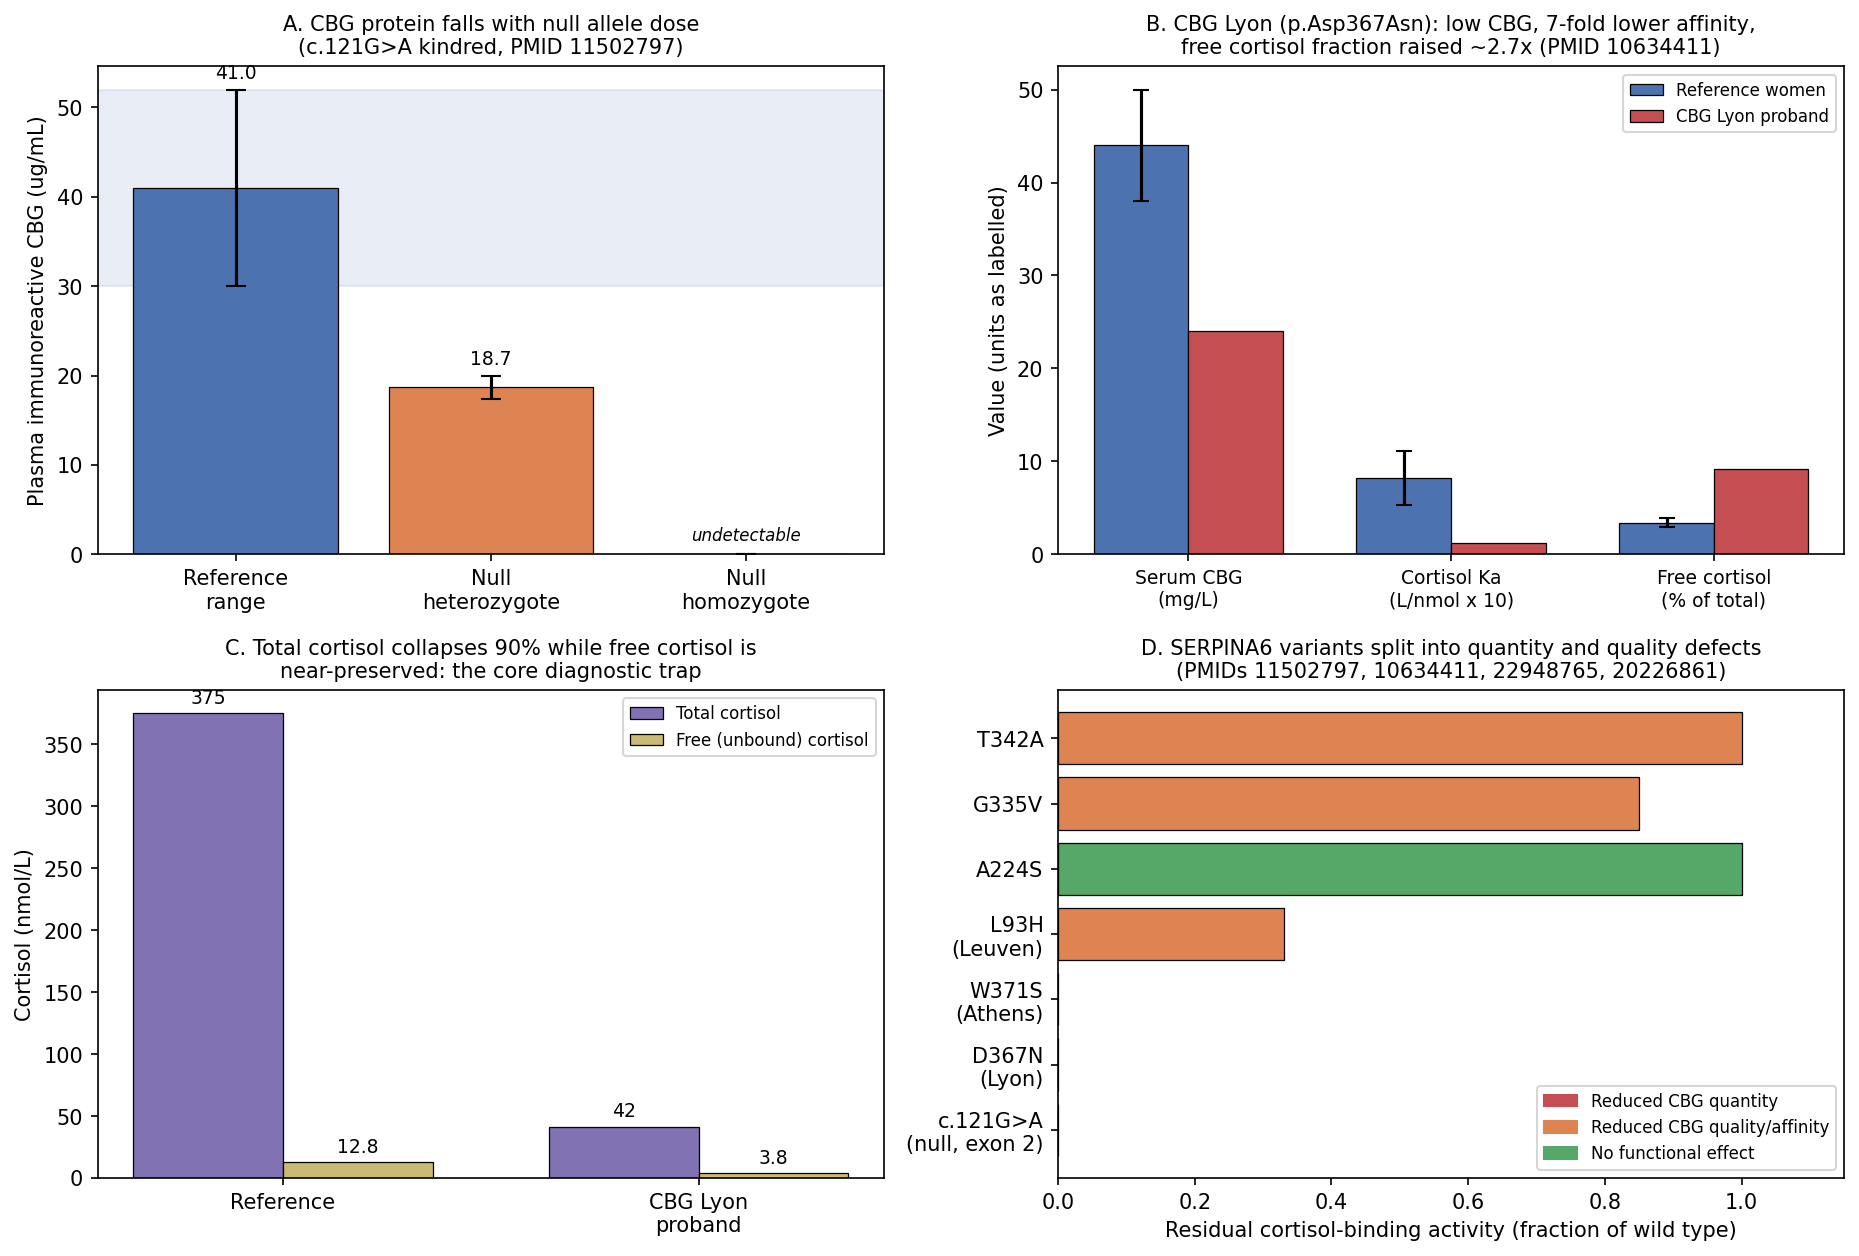 A. CBG protein falls with null allele dose
(c.121G>A kindred, PMID 11502797)
41.0
50
40
30
20
10
0
Plasma immunoreactive CBG (ug/mL)
18.7
undetectable
Reference
range
Null
heterozygote
Null
homozygote
B. CBG Lyon (p.Asp367Asn): low CBG, 7-fold lower affinity,
free cortisol fraction raised ~2.7x (PMID 10634411)
Reference women
CBG Lyon proband
50
40
30
20
10
0
Value (units as labelled)
Serum CBG
(mg/L)
Cortisol Ka
(L/nmol x 10)
Free cortisol
(% of total)
C. Total cortisol collapses 90% while free cortisol is
near-preserved: the core diagnostic trap
375
Total cortisol
Free (unbound) cortisol
350
300
250
200
150
100
50
0
Cortisol (nmol/L)
12.8
42
3.8
Reference
CBG Lyon
proband
D. SERPINA6 variants split into quantity and quality defects
(PMIDs 11502797, 10634411, 22948765, 20226861)
T342A
G335V
A224S
L93H
(Leuven)
W371S
(Athens)
D367N
(Lyon)
c.121G>A
(null, exon 2)
Reduced CBG quantity
Reduced CBG quality/affinity
No functional effect
0.0
0.2
0.4
0.6
0.8
1.0
Residual cortisol-binding activity (fraction of wild type)